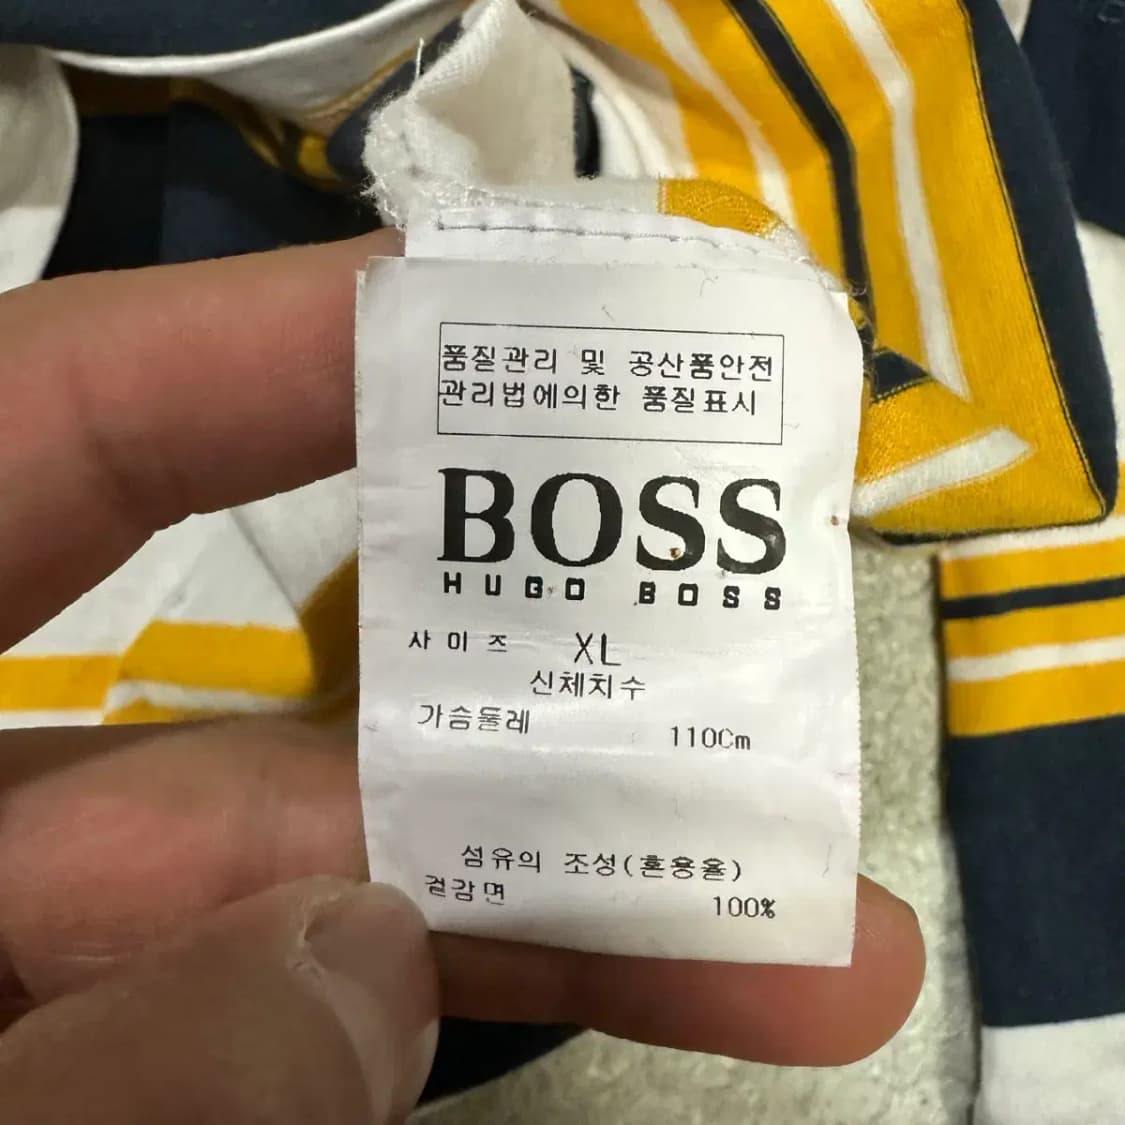 품질관리 및 공산품안전
관리법에의한 품질표시
BOSS
HUGO BOSS
사이즈 XL
신체치수
가슴둘레 110Cm
섬유의 조성(혼용율)
겉감면 100%